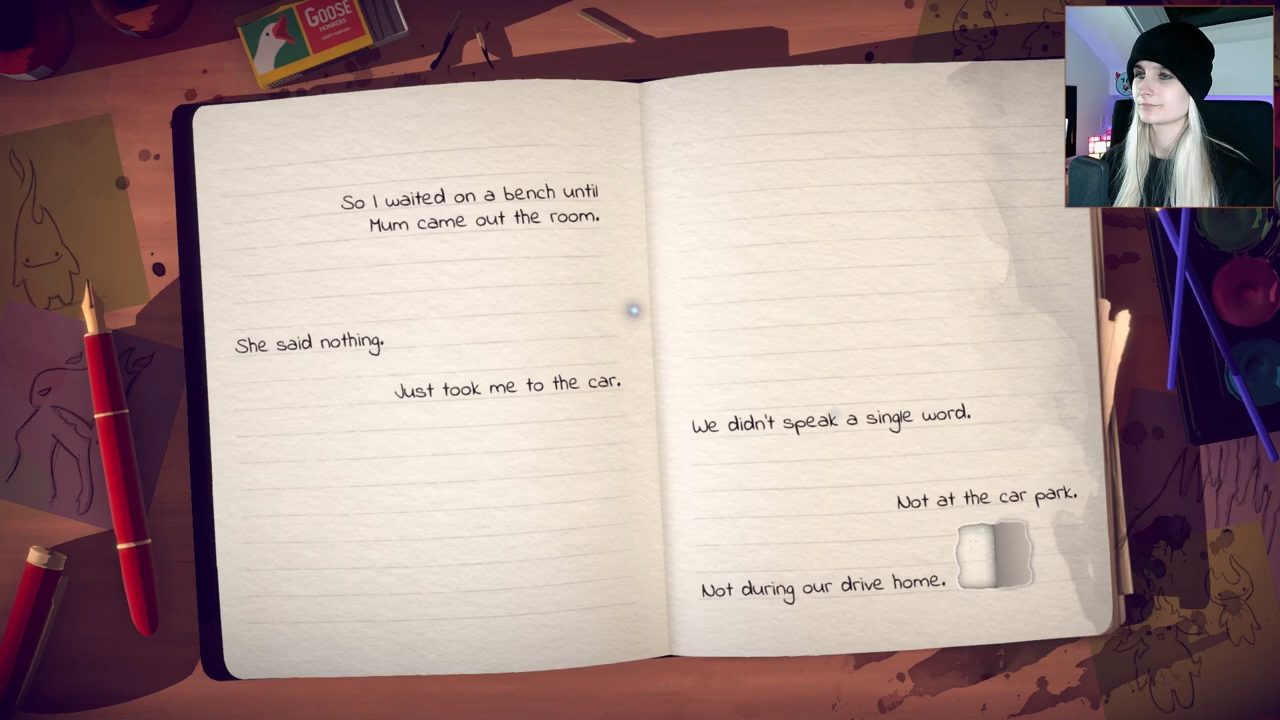 GOOSE
So I waited on a bench until
Mum came out the room.
She said nothing.
Just took me to the car.
We didn't speak a single word.
Not at the car park.
Not during our drive home.